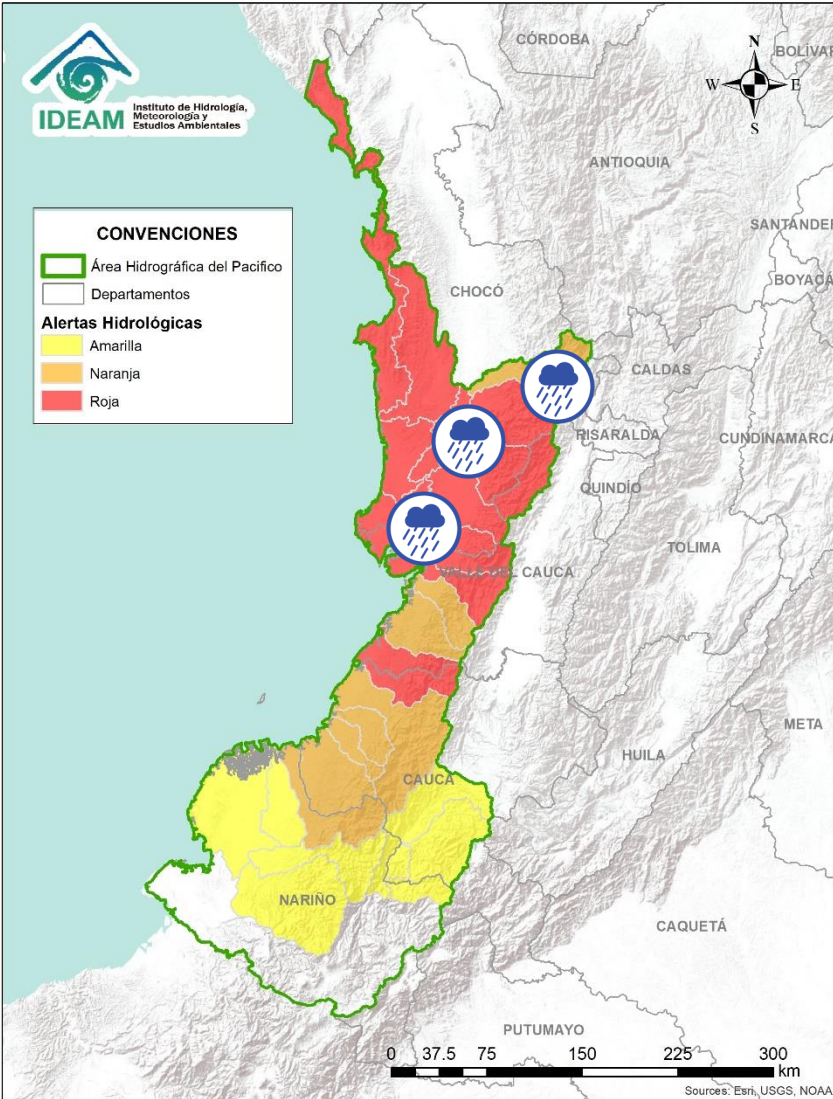 IDEAM
Instituto de Hidrología,
Meteorología y
Estudios Ambientales
CÓRDOBA
BOLÍVAR
N
W
E
S
ANTIOQUIA
SANTANDER
BOYACÁ
CONVENCIONES
Área Hidrográfica del Pacifico
Departamentos
Alertas Hidrológicas
Amarilla
Naranja
Roja
CHOCÓ
CALDAS
RISARALDA
CUNDINAMARCA
QUINDÍO
TOLIMA
VALLE DEL CAUCA
META
HUILA
CAUCA
NARIÑO
CAQUETÁ
PUTUMAYO
0 37.5 75 150 225 300
km
Sources: Esri, USGS, NOAA